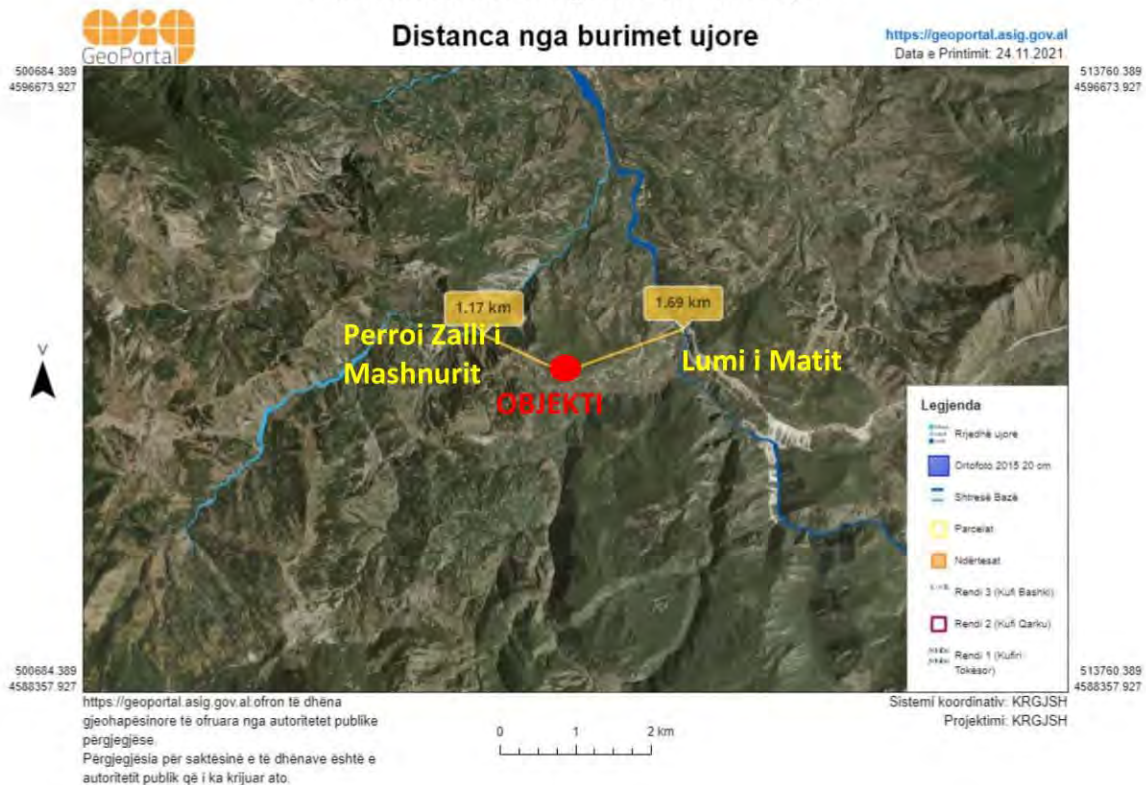 asig
GeoPortal
Distanca nga burimet ujore
https://geoportal.asig.gov.al
Data e Printimit: 24.11.2021
500684.389
4596673.927
513760.389
4596673.927
1.17 km
1.69 km
Perroi Zalli i
Mashnurit
Lumi i Matit
OBJEKTI
V
Legjenda
Rrjedhë ujore
Ortofoto 2015 20 cm
Shtresë Bazë
Parcelat
Ndërtesat
Rendi 3 (Kufi Bashki)
Rendi 2 (Kufi Qarku)
Rendi 1 (Kufiri
Tokësor)
500684.389
4588357.927
513760.389
4588357.927
https://geoportal.asig.gov.al:ofron të dhëna
gjeohapësinore të ofruara nga autoritetet publike
përgjegjëse.
Përgjegjësia për saktësinë e të dhënave është e
autoritetit publik që i ka krijuar ato.
0 1 2 km
Sistemi koordinativ: KRGJSH
Projektimi: KRGJSH